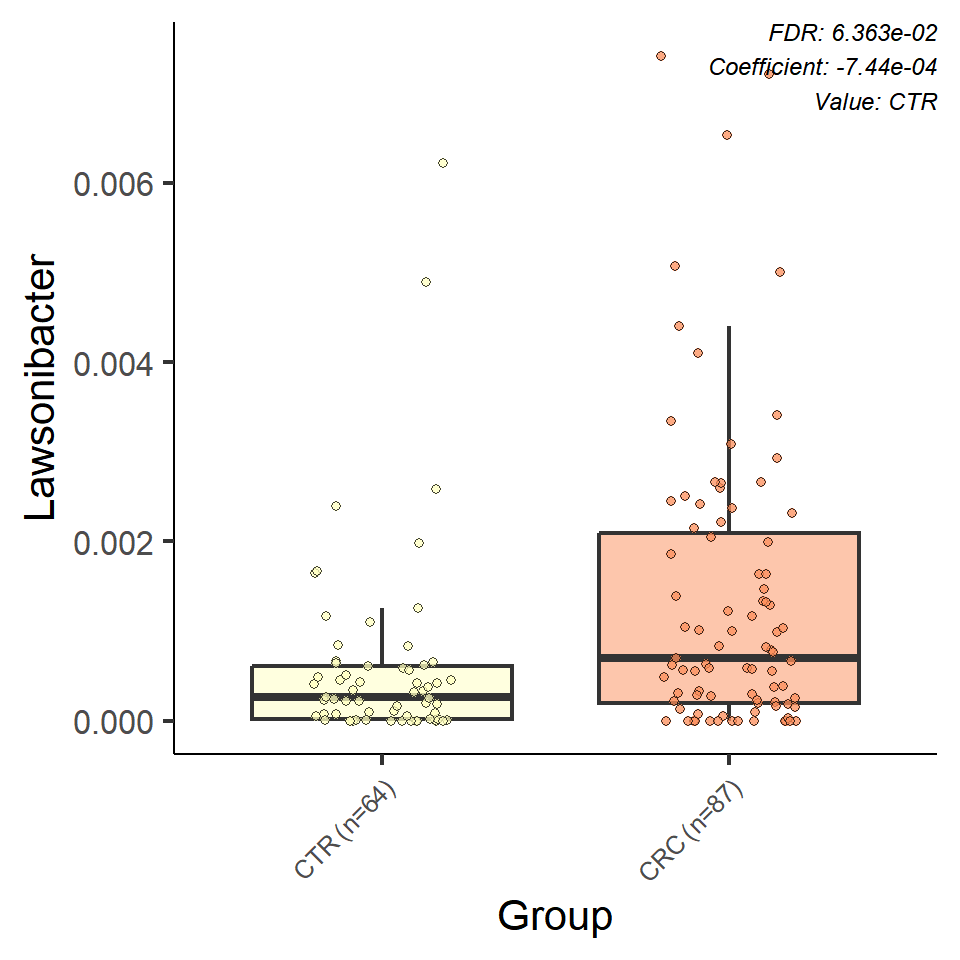 FDR: 6.363e-02
Coefficient: -7.44e-04
Value: CTR
0.006
0.004
0.002
0.000
Lawsonibacter
CTR (n=64)
CRC (n=87)
Group